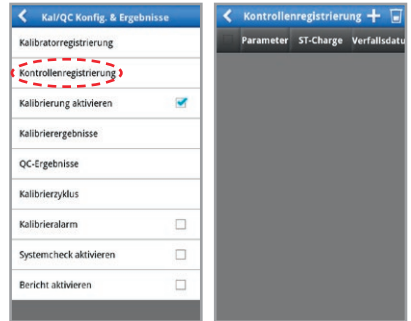 Kal/QC Konfig. & Ergebnisse
Kalibratorregistrierung
Kontrollenregistrierung
Kalibrierung aktivieren
Kalibrierergebnisse
QC-Ergebnisse
Kalibrierzyklus
Kalibrieralarm
Systemcheck aktivieren
Bericht aktivieren
Kontrollenregistrierung
Parameter ST-Charge Verfallsdatu